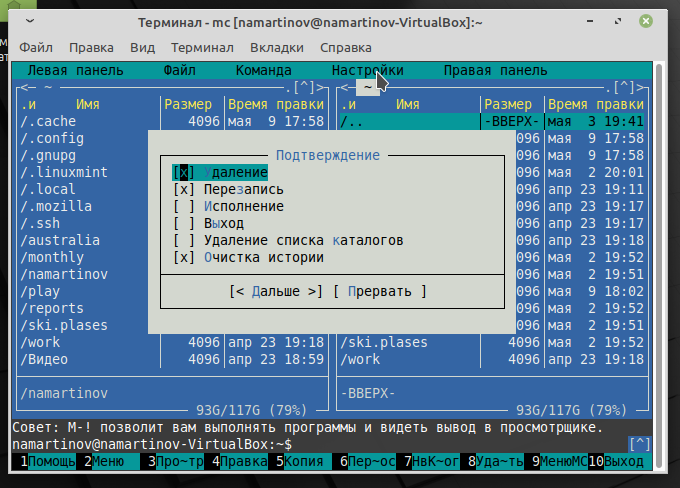 Терминал - mc [namartinov@namartinov-VirtualBox]:~
Файл Правка Вид Терминал Вкладки Справка
Левая панель Файл Команда Настройки Правая панель
<─ ~ .[^]> <─ ~ .[^]>
.и Имя Размер Время правки .и Имя Размер Время правки
/.cache 4096 мая 9 17:58 /.. -ВВЕРХ- мая 3 19:41
/.config 096 мая 9 17:58
/.gnupg 096 мая 9 17:58
/.linuxmint 096 мая 2 20:01
/.local 096 апр 23 19:11
/.mozilla 096 апр 23 19:17
/.ssh 096 апр 23 19:17
/australia 096 апр 23 19:18
/monthly 096 мая 2 19:52
/namartinov 096 мая 2 19:51
/play 096 мая 9 18:02
/reports 096 мая 2 19:52
/ski.plases 096 мая 2 19:51
/work 4096 апр 23 19:18 /ski.plases 4096 мая 2 19:52
/Видео 4096 апр 23 18:59 /work 4096 апр 23 19:18
Подтверждение
[x] Удаление
[x] Перезапись
[ ] Исполнение
[ ] Выход
[ ] Удаление списка каталогов
[x] Очистка истории
[< Дальше >] [ Прервать ]
/namartinov -ВВЕРХ-
93G/117G (79%) 93G/117G (79%)
Совет: M-! позволит вам выполнять программы и видеть вывод в просмотрщике.
namartinov@namartinov-VirtualBox:~$ [^]
1Помощь 2Меню 3Про~тр 4Правка 5Копия 6Пер~ос 7НвК~ог 8Уда~ть 9МенюMC 10Выход